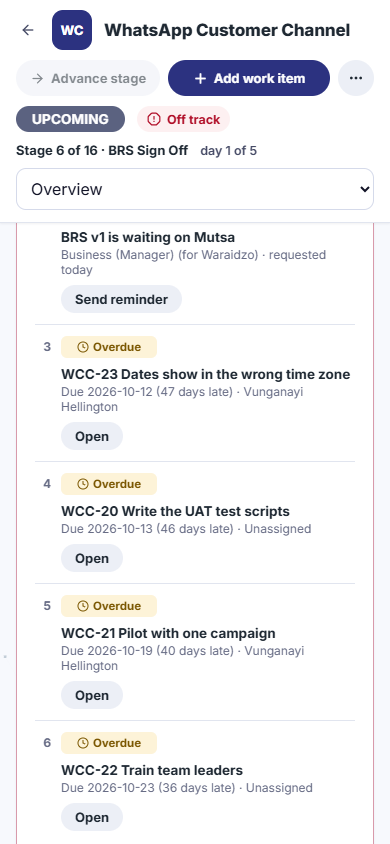 WC
WhatsApp Customer Channel
Advance stage
Add work item
UPCOMING
Off track
Stage 6 of 16 · BRS Sign Off day 1 of 5
Overview
BRS v1 is waiting on Mutsa
Business (Manager) (for Waraidzo) · requested
today
Send reminder
3
Overdue
WCC-23 Dates show in the wrong time zone
Due 2026-10-12 (47 days late) · Vunganayi
Hellington
Open
4
Overdue
WCC-20 Write the UAT test scripts
Due 2026-10-13 (46 days late) · Unassigned
Open
5
Overdue
WCC-21 Pilot with one campaign
Due 2026-10-19 (40 days late) · Vunganayi
Hellington
Open
6
Overdue
WCC-22 Train team leaders
Due 2026-10-23 (36 days late) · Unassigned
Open